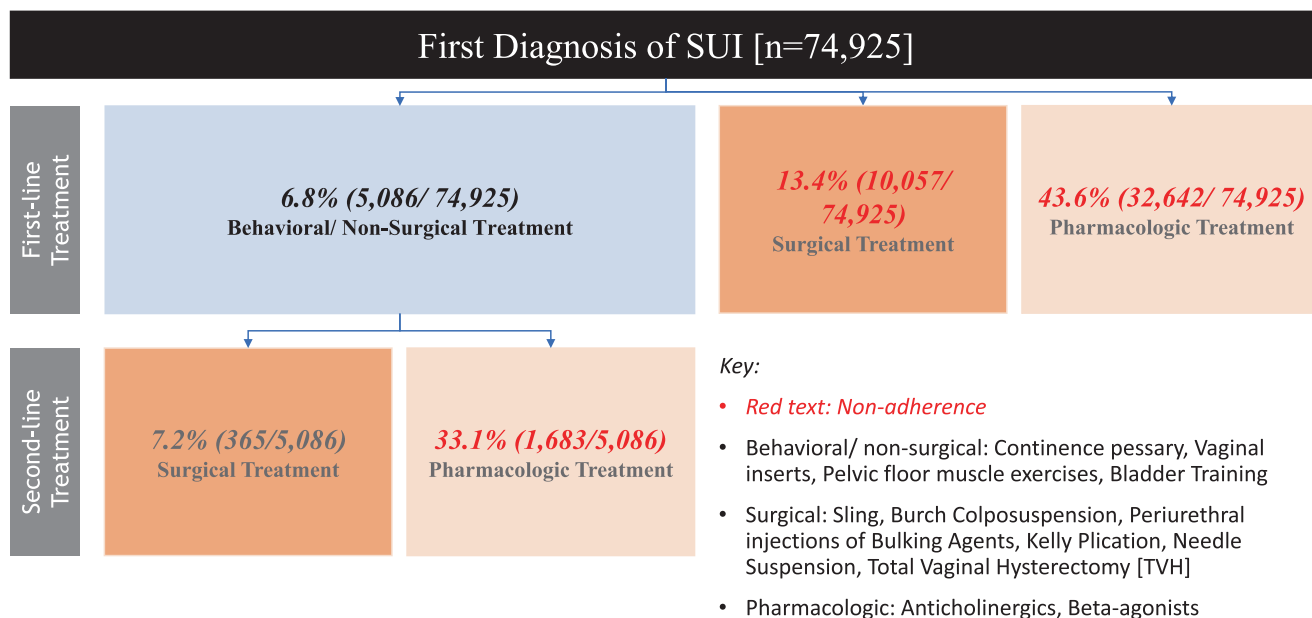 First Diagnosis of SUI [n=74,925]
First-line
Treatment
6.8% (5,086/ 74,925)
Behavioral/ Non-Surgical Treatment
13.4% (10,057/
74,925)
Surgical Treatment
43.6% (32,642/ 74,925)
Pharmacologic Treatment
Second-line
Treatment
7.2% (365/5,086)
Surgical Treatment
33.1% (1,683/5,086)
Pharmacologic Treatment
Key:
• Red text: Non-adherence
• Behavioral/ non-surgical: Continence pessary, Vaginal
inserts, Pelvic floor muscle exercises, Bladder Training
• Surgical: Sling, Burch Colposuspension, Periurethral
injections of Bulking Agents, Kelly Plication, Needle
Suspension, Total Vaginal Hysterectomy [TVH]
• Pharmacologic: Anticholinergics, Beta-agonists